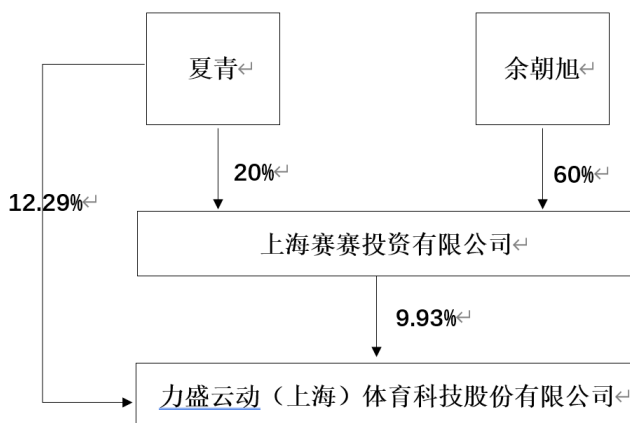 夏青
余朝旭
20%
60%
12.29%
上海赛赛投资有限公司
9.93%
力盛云动（上海）体育科技股份有限公司